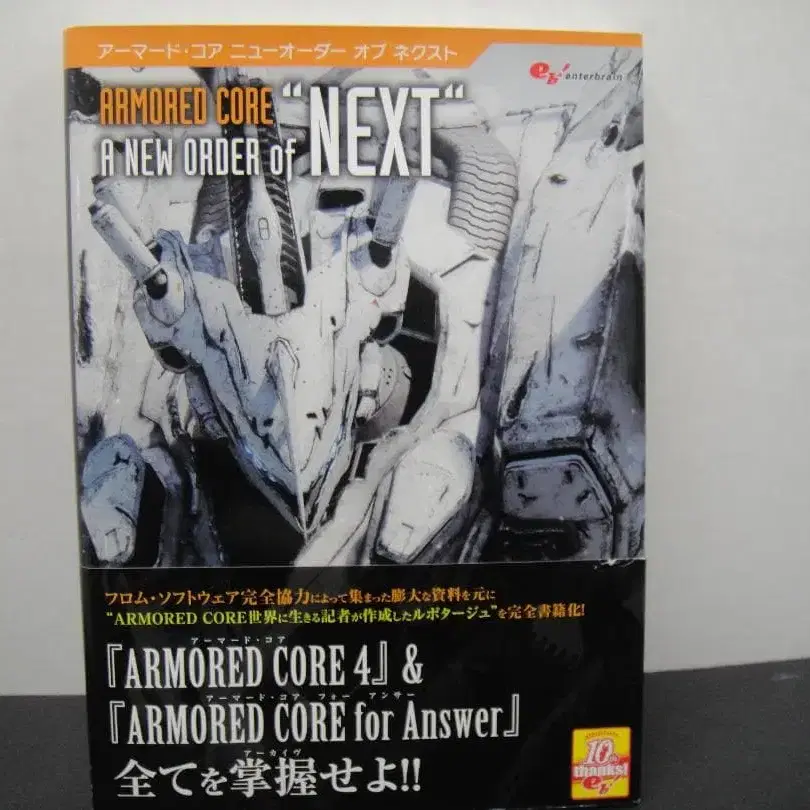 アーマード・コア ニューオーダー オブ ネクスト
eb' enterbrain
ARMORED CORE “NEXT“
A NEW ORDER of
フロム・ソフトウェア完全協力によって集まった膨大な資料を元に
“ARMORED CORE世界に生きる記者が作成したルポタージュ”を完全書籍化!
アーマード・コア
『ARMORED CORE 4』&
アーマード・コア フォー アンサー
『ARMORED CORE for Answer』
アーカイヴ
全てを掌握せよ!!
10th
thanks!
eb'